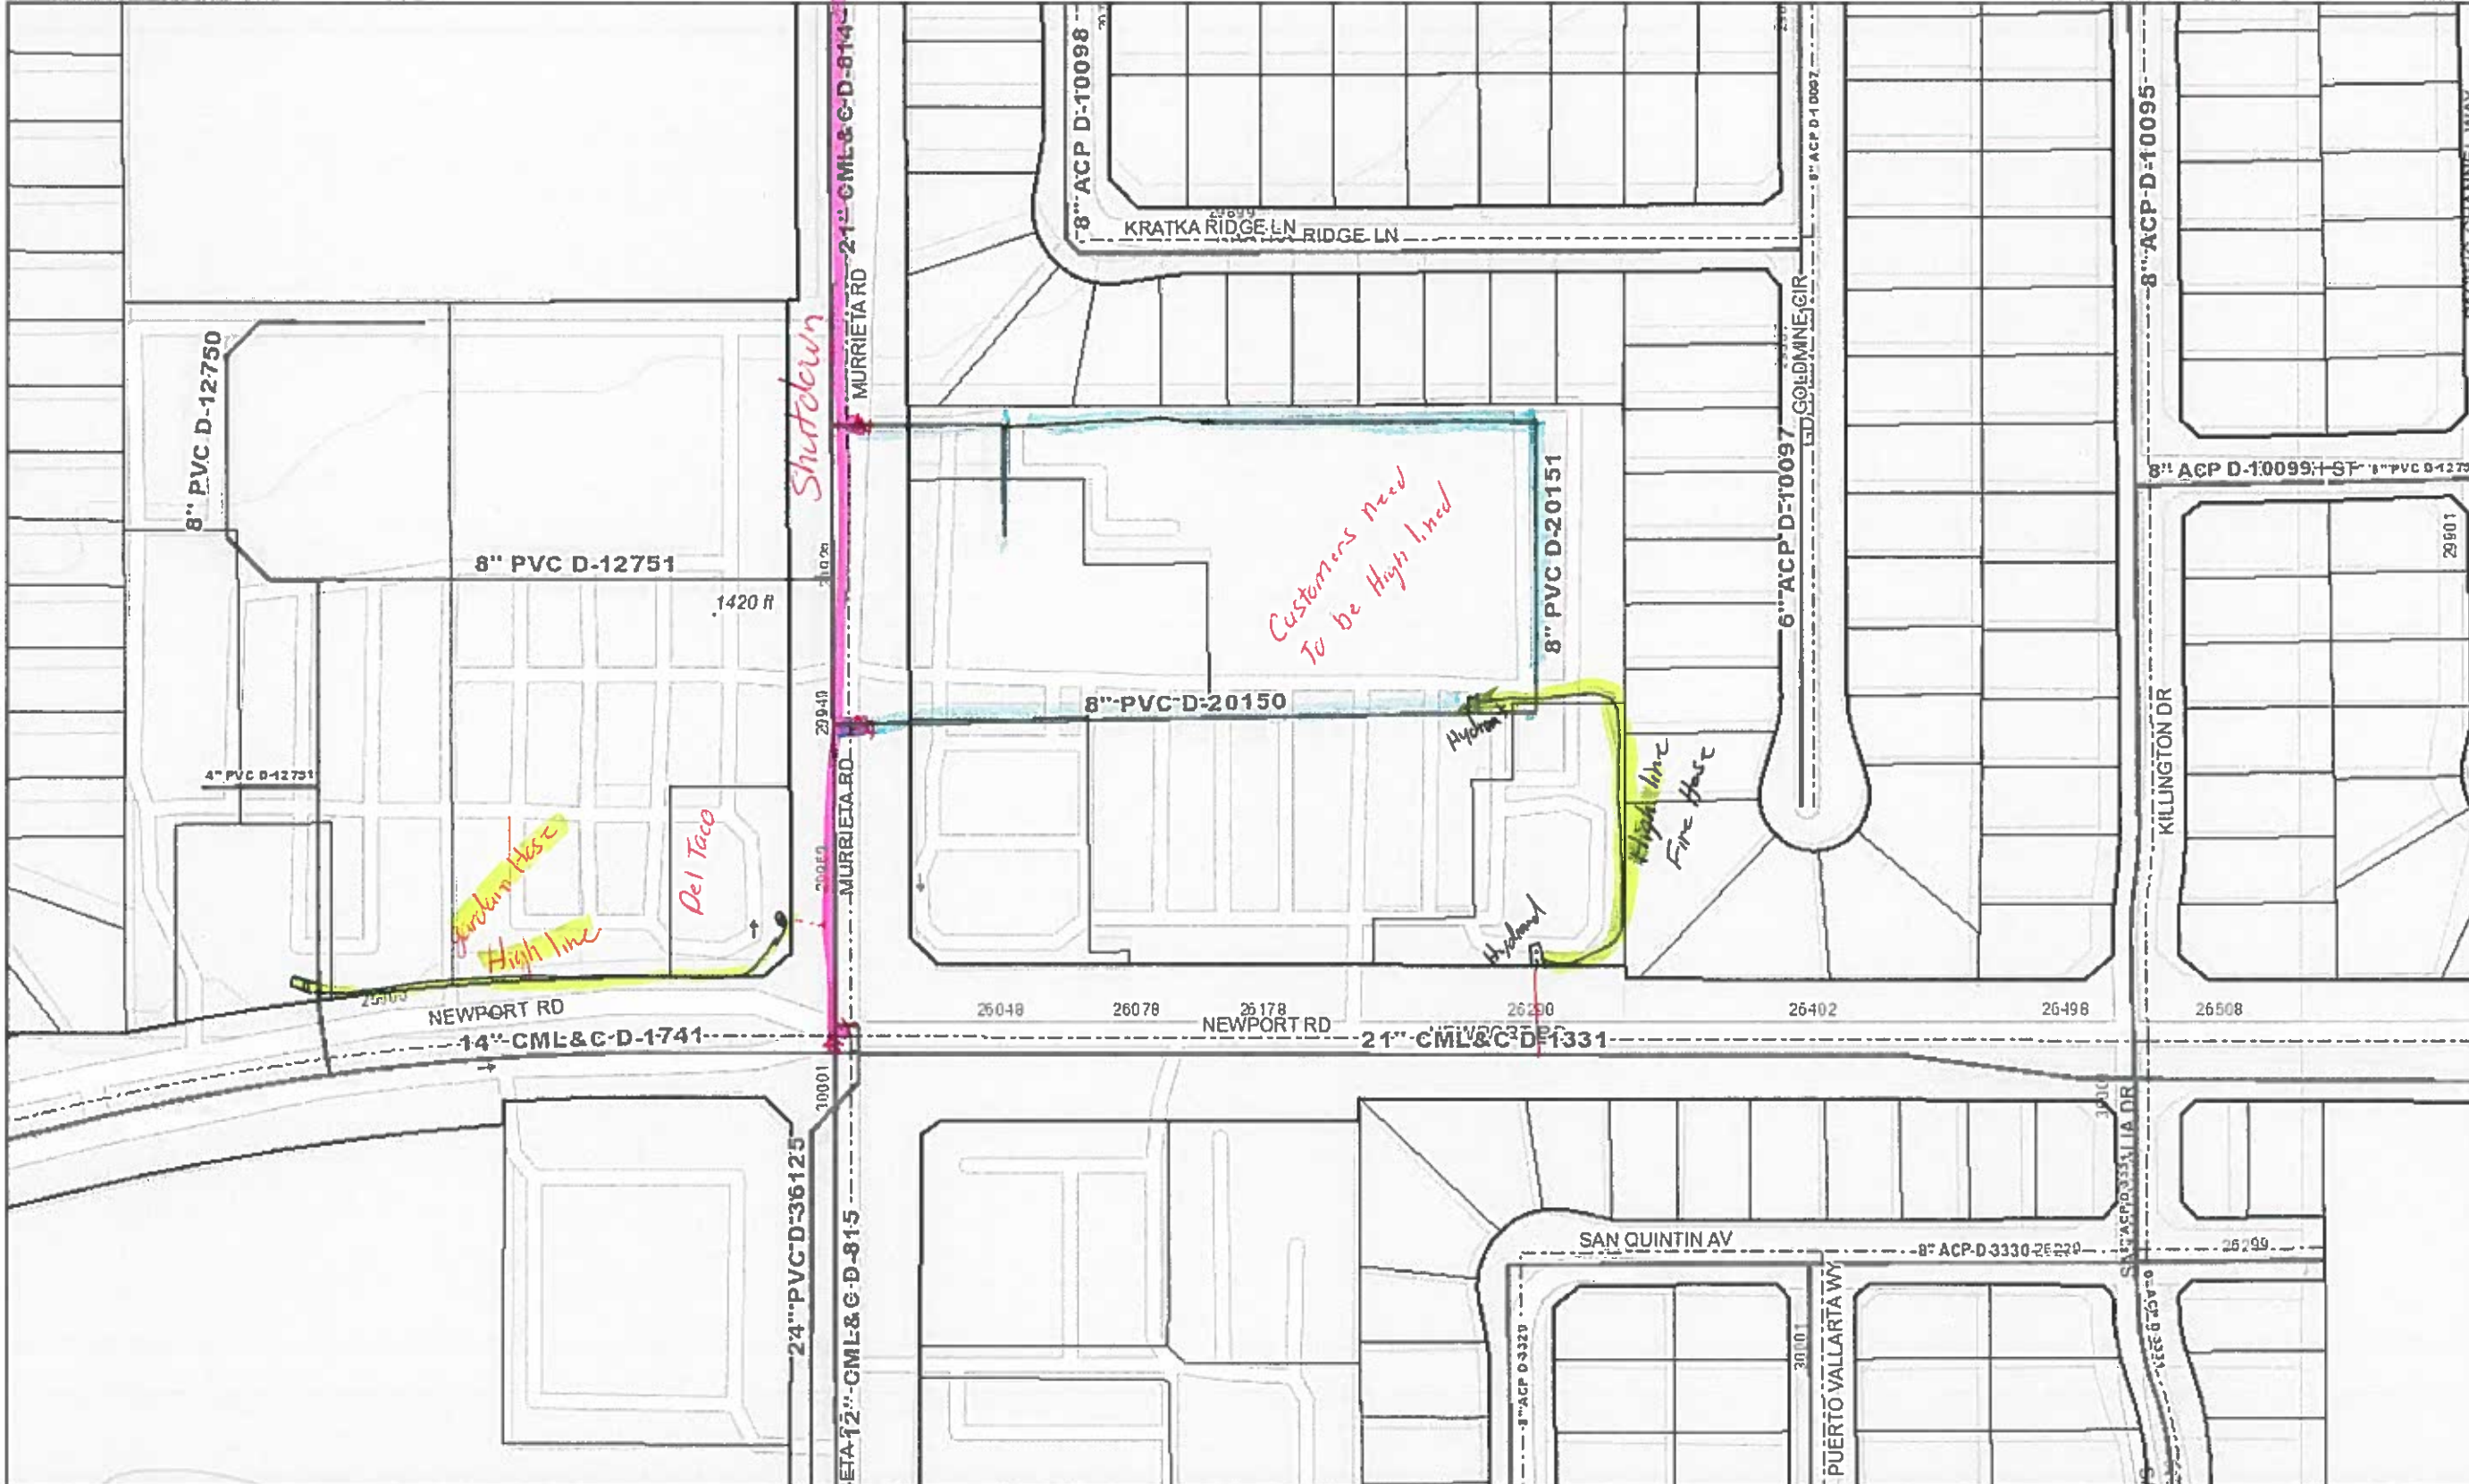 21" CML&C-D-814
8" ACP D-10098
8" ACP D-10097
8" ACP-D-10095
29899
KRATKA RIDGE LN
RIDGE LN
MURRIETA RD
GOLDMINE CIR
Shutdown
8" PVC D-12750
8" PVC D-12751
1420 ft
Customers need
To be High lined
8" PVC D-20151
6" ACP D-10097
8" ACP D-10099
29901
29949
8" PVC D-20150
Hydrant
High line
Fire Hose
KILLINGTON DR
4" PVC D-12751
MURRIETA RD
Del Taco
Garden Hose
High line
Hydrant
NEWPORT RD
14" CML&C-D-1741
26048
26078
26178
26290
26402
26498
26508
NEWPORT RD
21" CML&C-D-1331
30001
24" PVC D-36125
12" CML&C-D-815
SAN QUINTIN AV
8" ACP-D-3330
26299
8" ACP D-3329
30001
PUERTO VALLARTA WY